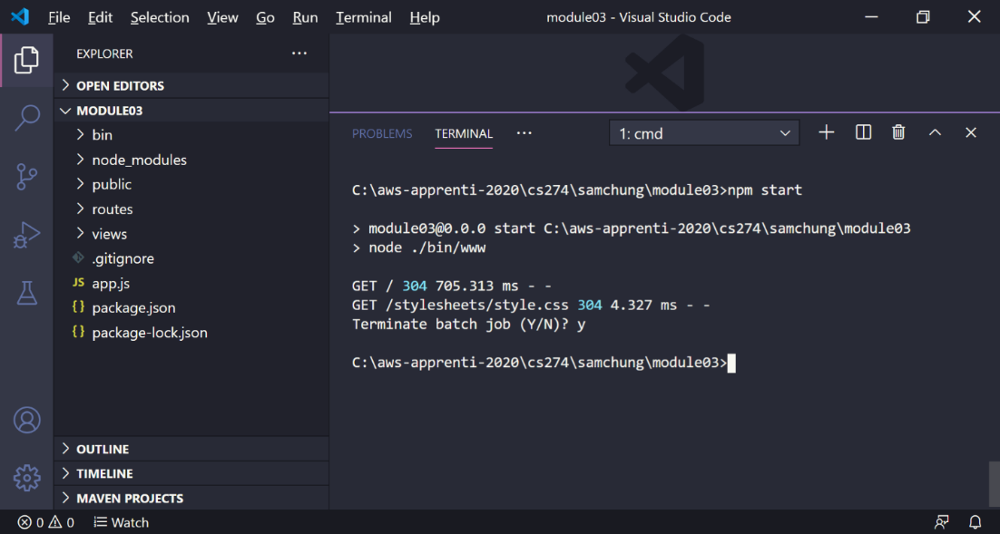 File Edit Selection View Go Run Terminal Help module03 - Visual Studio Code
EXPLORER
OPEN EDITORS
MODULE03
bin
node_modules
public
routes
views
.gitignore
JS app.js
{} package.json
{} package-lock.json
OUTLINE
TIMELINE
MAVEN PROJECTS
PROBLEMS TERMINAL ··· 1: cmd
C:\aws-apprenti-2020\cs274\samchung\module03>npm start
> module03@0.0.0 start C:\aws-apprenti-2020\cs274\samchung\module03
> node ./bin/www
GET / 304 705.313 ms - -
GET /stylesheets/style.css 304 4.327 ms - -
Terminate batch job (Y/N)? y
C:\aws-apprenti-2020\cs274\samchung\module03>
0 0 Watch